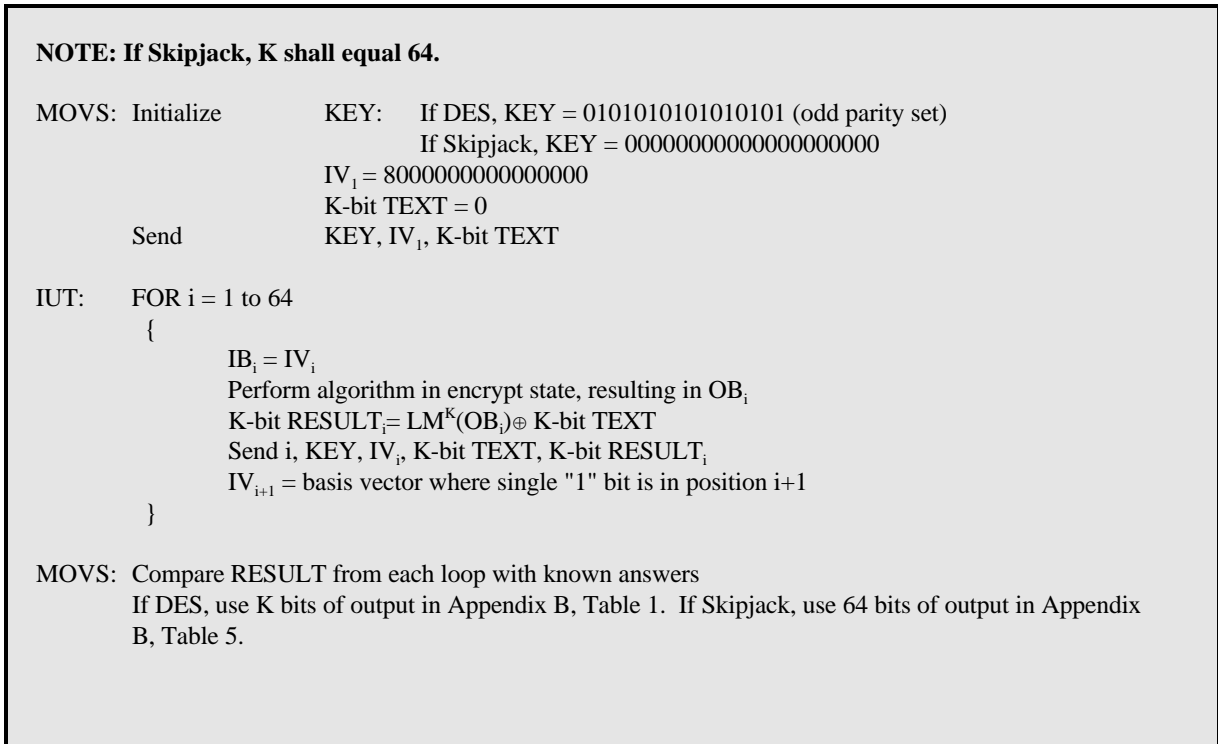 NOTE: If Skipjack, K shall equal 64.
MOVS: Initialize KEY: If DES, KEY = 0101010101010101 (odd parity set)
If Skipjack, KEY = 00000000000000000000
IV₁ = 8000000000000000
K-bit TEXT = 0
Send KEY, IV₁, K-bit TEXT
IUT: FOR i = 1 to 64
{
IBᵢ = IVᵢ
Perform algorithm in encrypt state, resulting in OBᵢ
K-bit RESULTᵢ= LMᴷ(OBᵢ)⊕ K-bit TEXT
Send i, KEY, IVᵢ, K-bit TEXT, K-bit RESULTᵢ
IVᵢ₊₁ = basis vector where single "1" bit is in position i+1
}
MOVS: Compare RESULT from each loop with known answers
If DES, use K bits of output in Appendix B, Table 1. If Skipjack, use 64 bits of output in Appendix
B, Table 5.